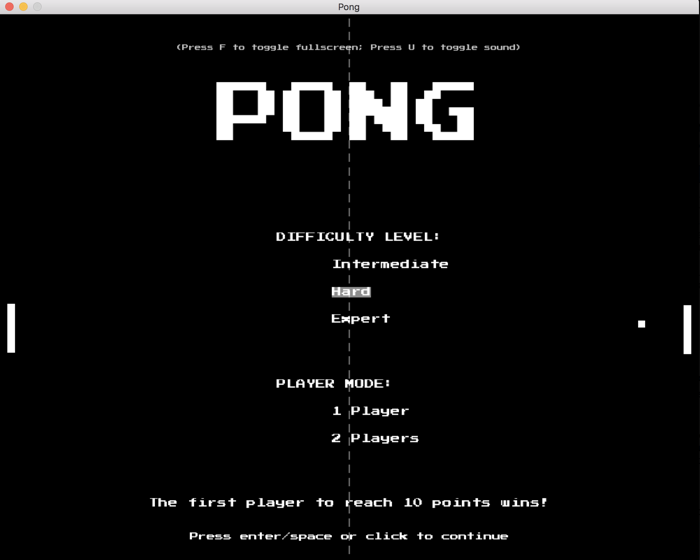 Pong
(Press F to toggle fullscreen; Press U to toggle sound)
PONG
DIFFICULTY LEVEL:
Intermediate
Hard
Expert
PLAYER MODE:
1 Player
2 Players
The first player to reach 10 points wins!
Press enter/space or click to continue